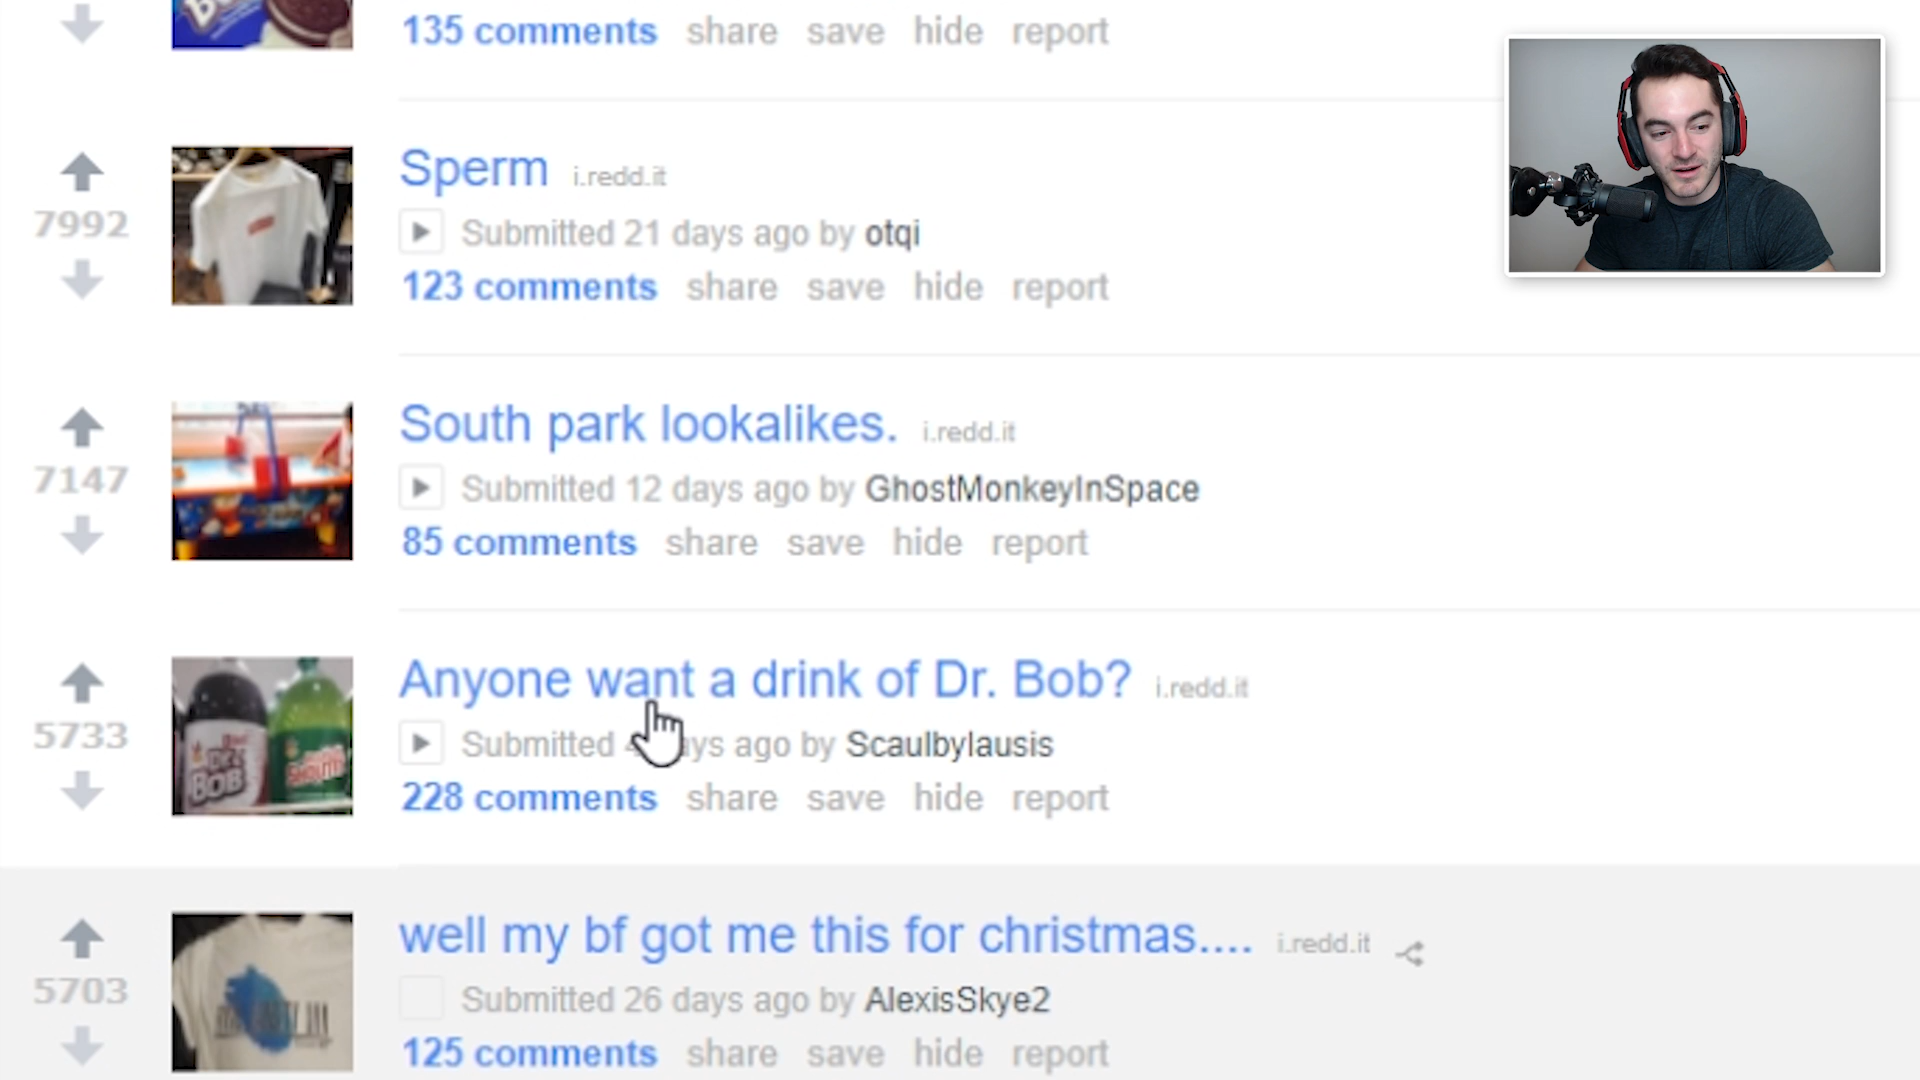 135 comments share save hide report
Sperm i.redd.it
7992
Submitted 21 days ago by otqi
123 comments share save hide report
South park lookalikes. i.redd.it
7147
Submitted 12 days ago by GhostMonkeyInSpace
85 comments share save hide report
Anyone want a drink of Dr. Bob? i.redd.it
5733
Submitted ays ago by Scaulbylausis
228 comments share save hide report
DR. BOB
well my bf got me this for christmas.... i.redd.it
5703
Submitted 26 days ago by AlexisSkye2
125 comments share save hide report